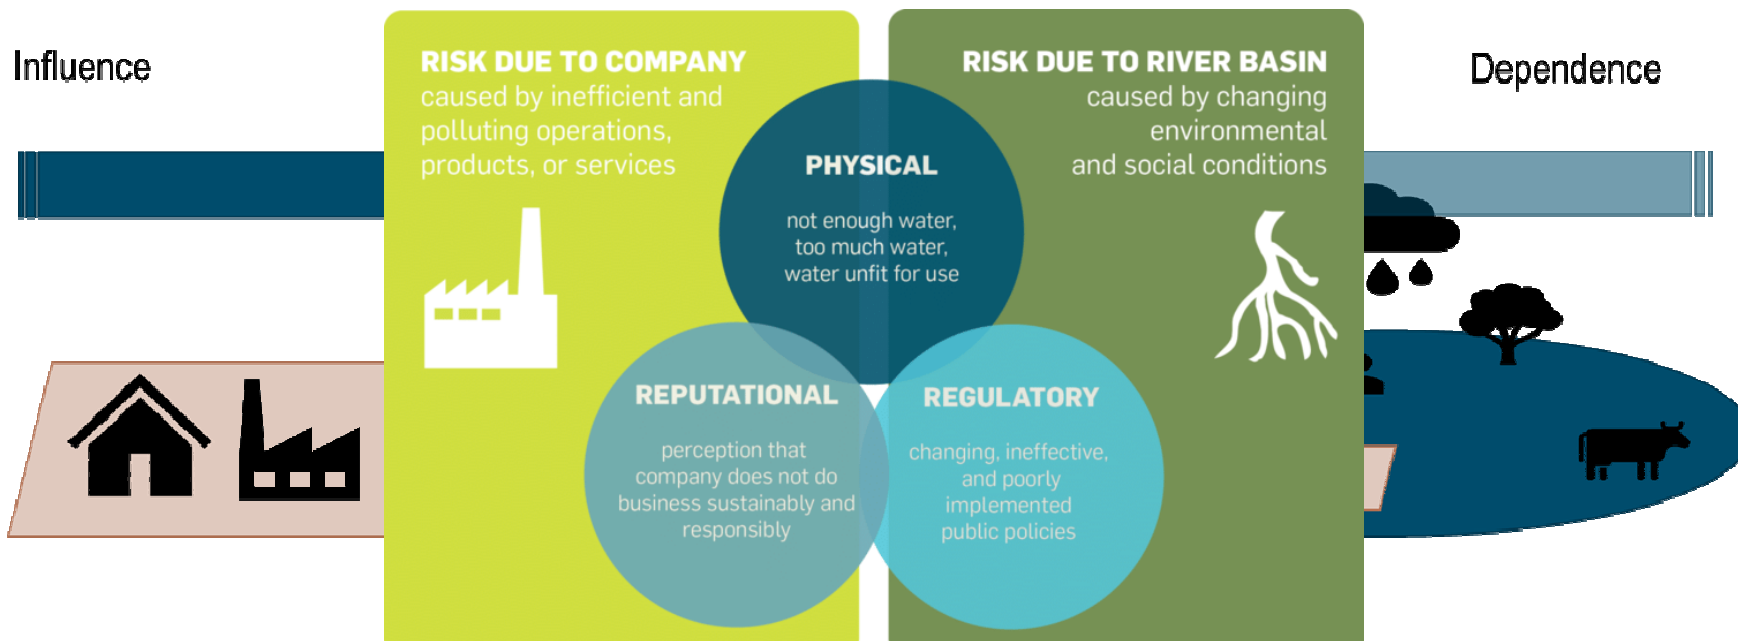 Influence
RISK DUE TO COMPANY
caused by inefficient and
polluting operations,
products, or services
RISK DUE TO RIVER BASIN
caused by changing
environmental
and social conditions
Dependence
PHYSICAL
not enough water,
too much water,
water unfit for use
REPUTATIONAL
perception that
company does not do
business sustainably and
responsibly
REGULATORY
changing, ineffective,
and poorly
implemented
public policies